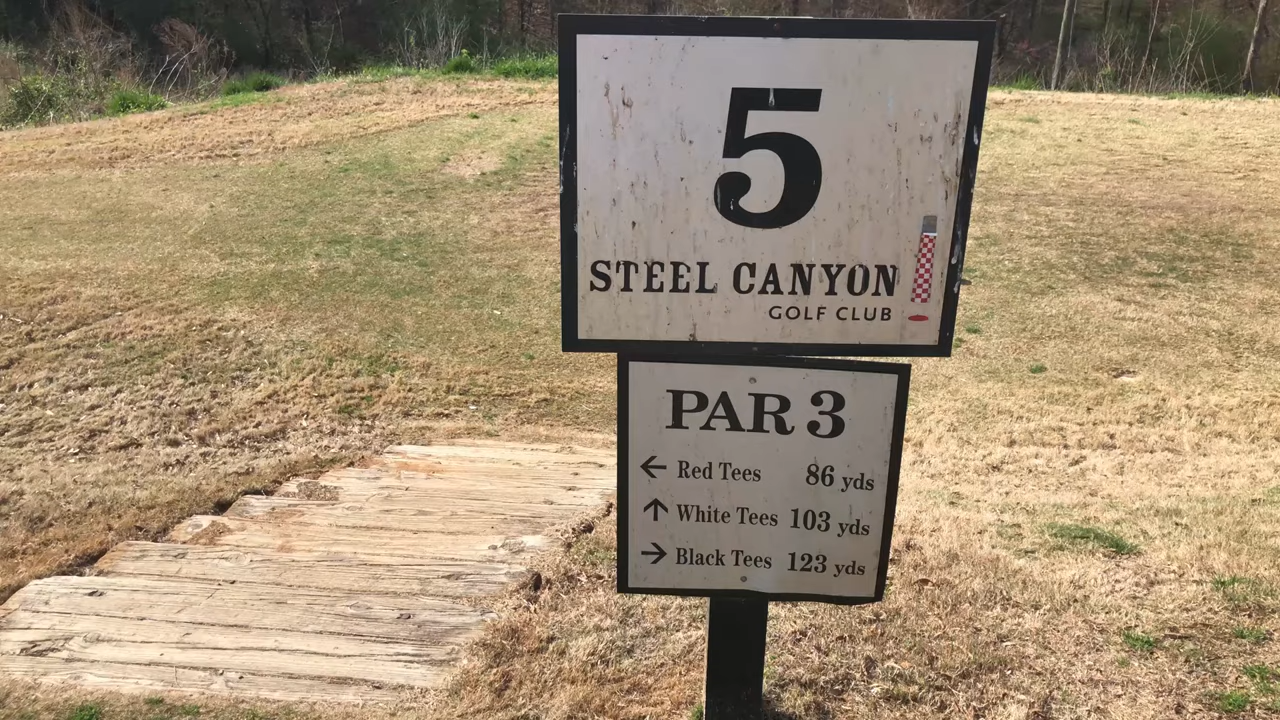 5
STEEL CANYON
GOLF CLUB
PAR 3
← Red Tees 86 yds
↑ White Tees 103 yds
→ Black Tees 123 yds